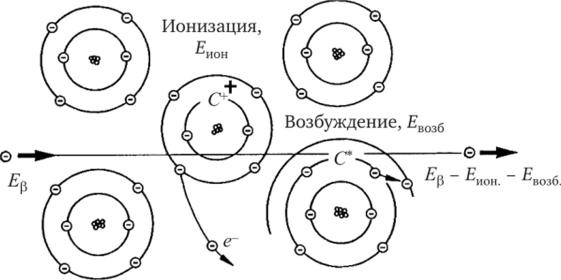 Ионизация,
Eион
C+
+
Возбуждение, Eвозб
C*
Eβ
Eβ – Eион. – Eвозб.
e–